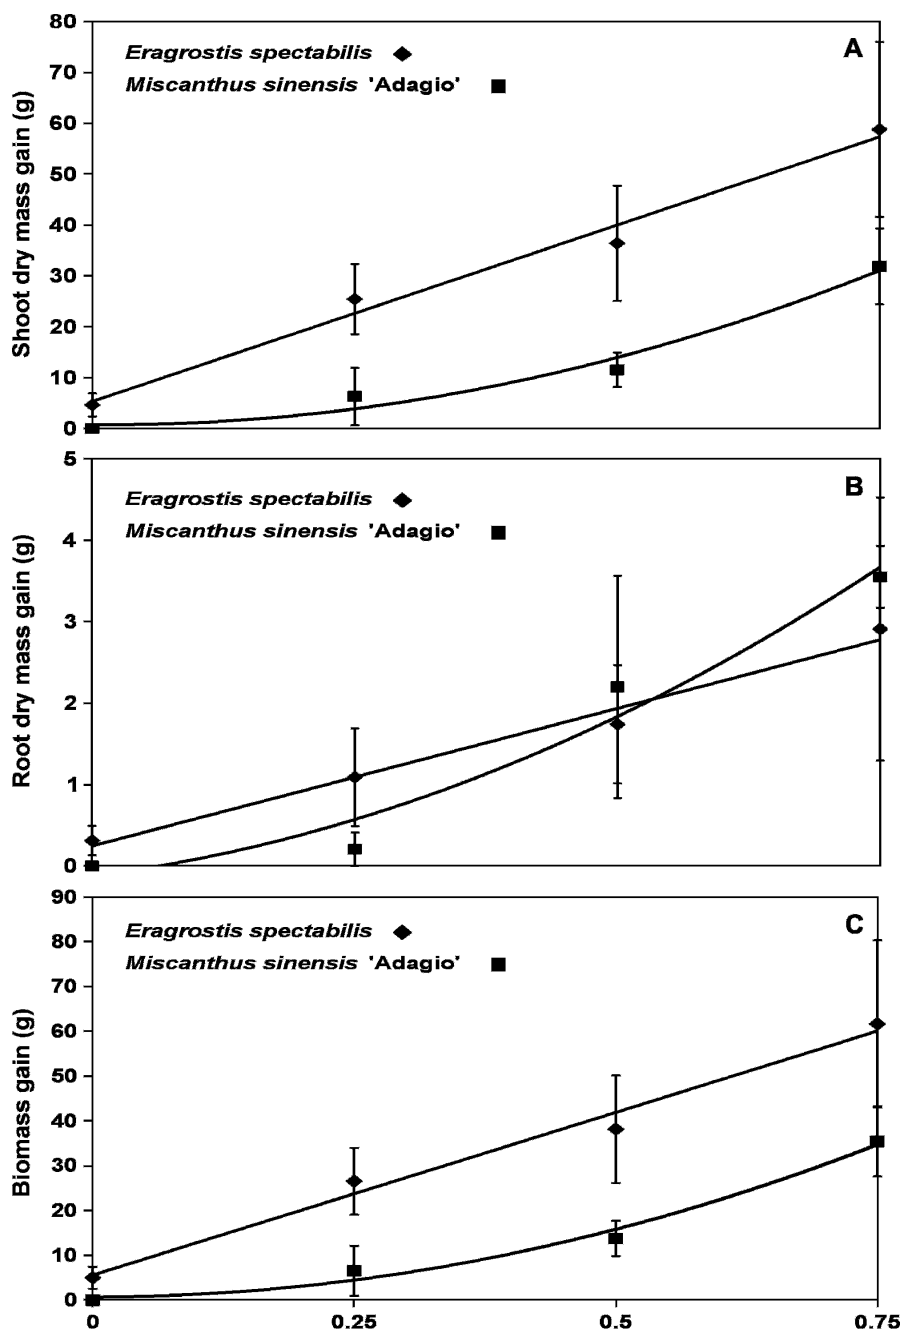 80
A
Eragrostis spectabilis
70
Miscanthus sinensis 'Adagio'
60
50
40
30
20
10
0
Shoot dry mass gain (g)
5
B
Eragrostis spectabilis
Miscanthus sinensis 'Adagio'
4
3
2
1
0
Root dry mass gain (g)
90
C
Eragrostis spectabilis
80
Miscanthus sinensis 'Adagio'
70
60
50
40
30
20
10
0
Biomass gain (g)
0 0.25 0.5 0.75